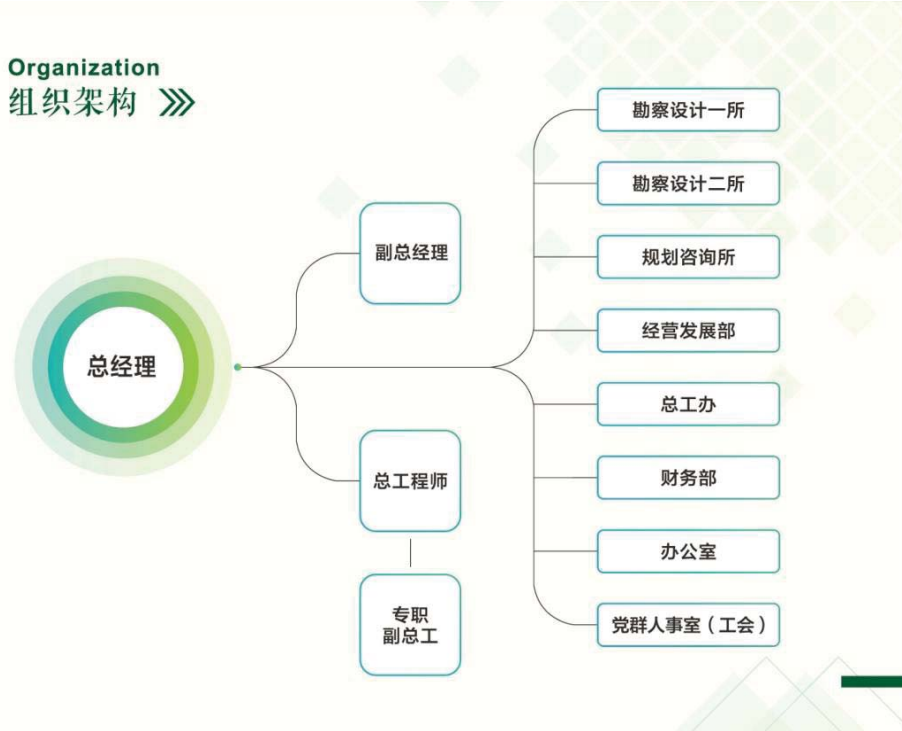 Organization
组织架构
总经理
副总经理
总工程师
专职
副总工
勘察设计一所
勘察设计二所
规划咨询所
经营发展部
总工办
财务部
办公室
党群人事室（工会）